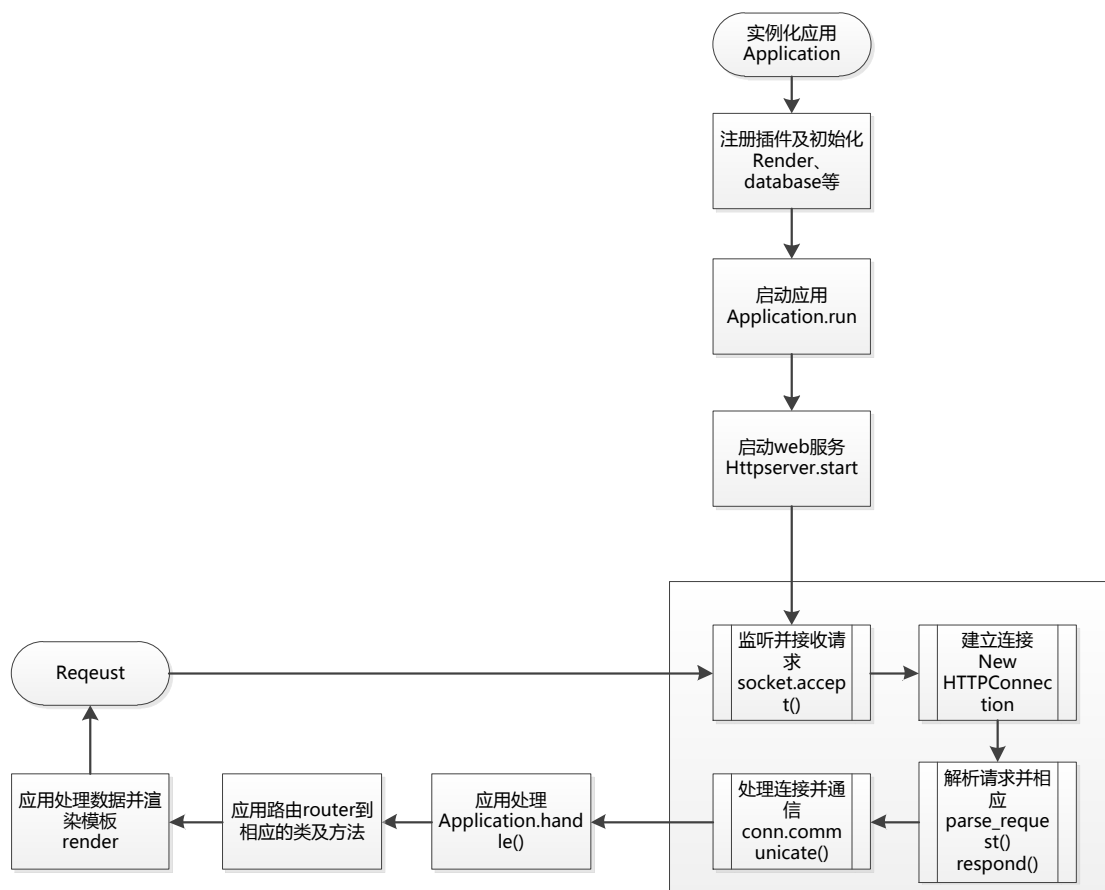 实例化应用
Application
注册插件及初始化
Render、
database等
启动应用
Application.run
启动web服务
Httpserver.start
监听并接收请
求
socket.accep
t()
建立连接
New
HTTPConnec
tion
Reqeust
解析请求并相
应
parse_reque
st()
respond()
处理连接并通
信
conn.comm
unicate()
应用处理
Application.hand
le()
应用路由router到
相应的类及方法
应用处理数据并渲
染模板
render